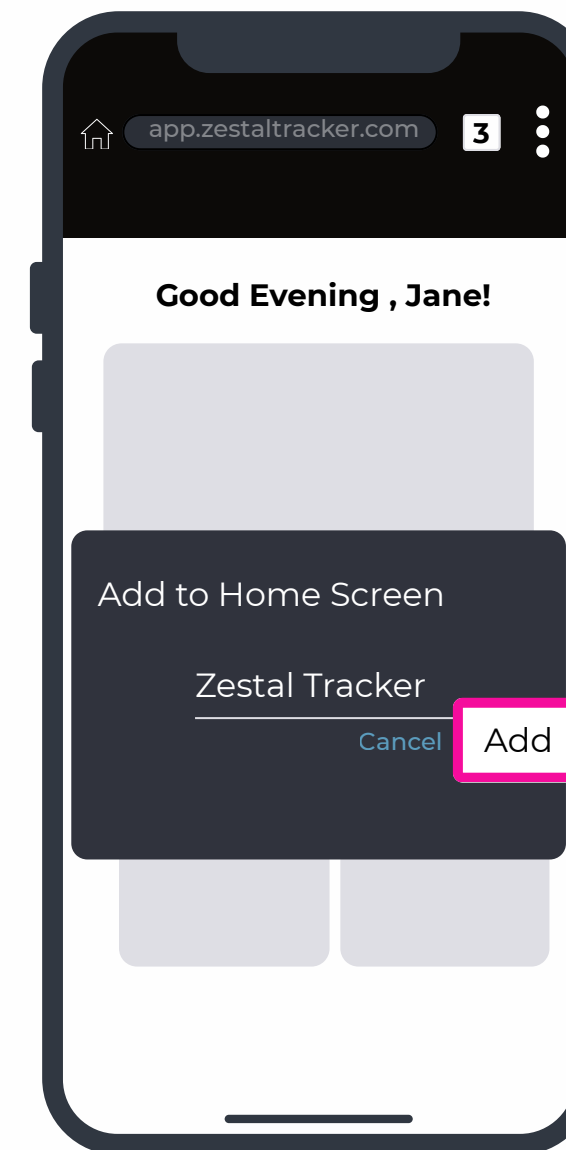 app.zestaltracker.com 3
Good Evening , Jane!
Add to Home Screen
Zestal Tracker
Cancel Add